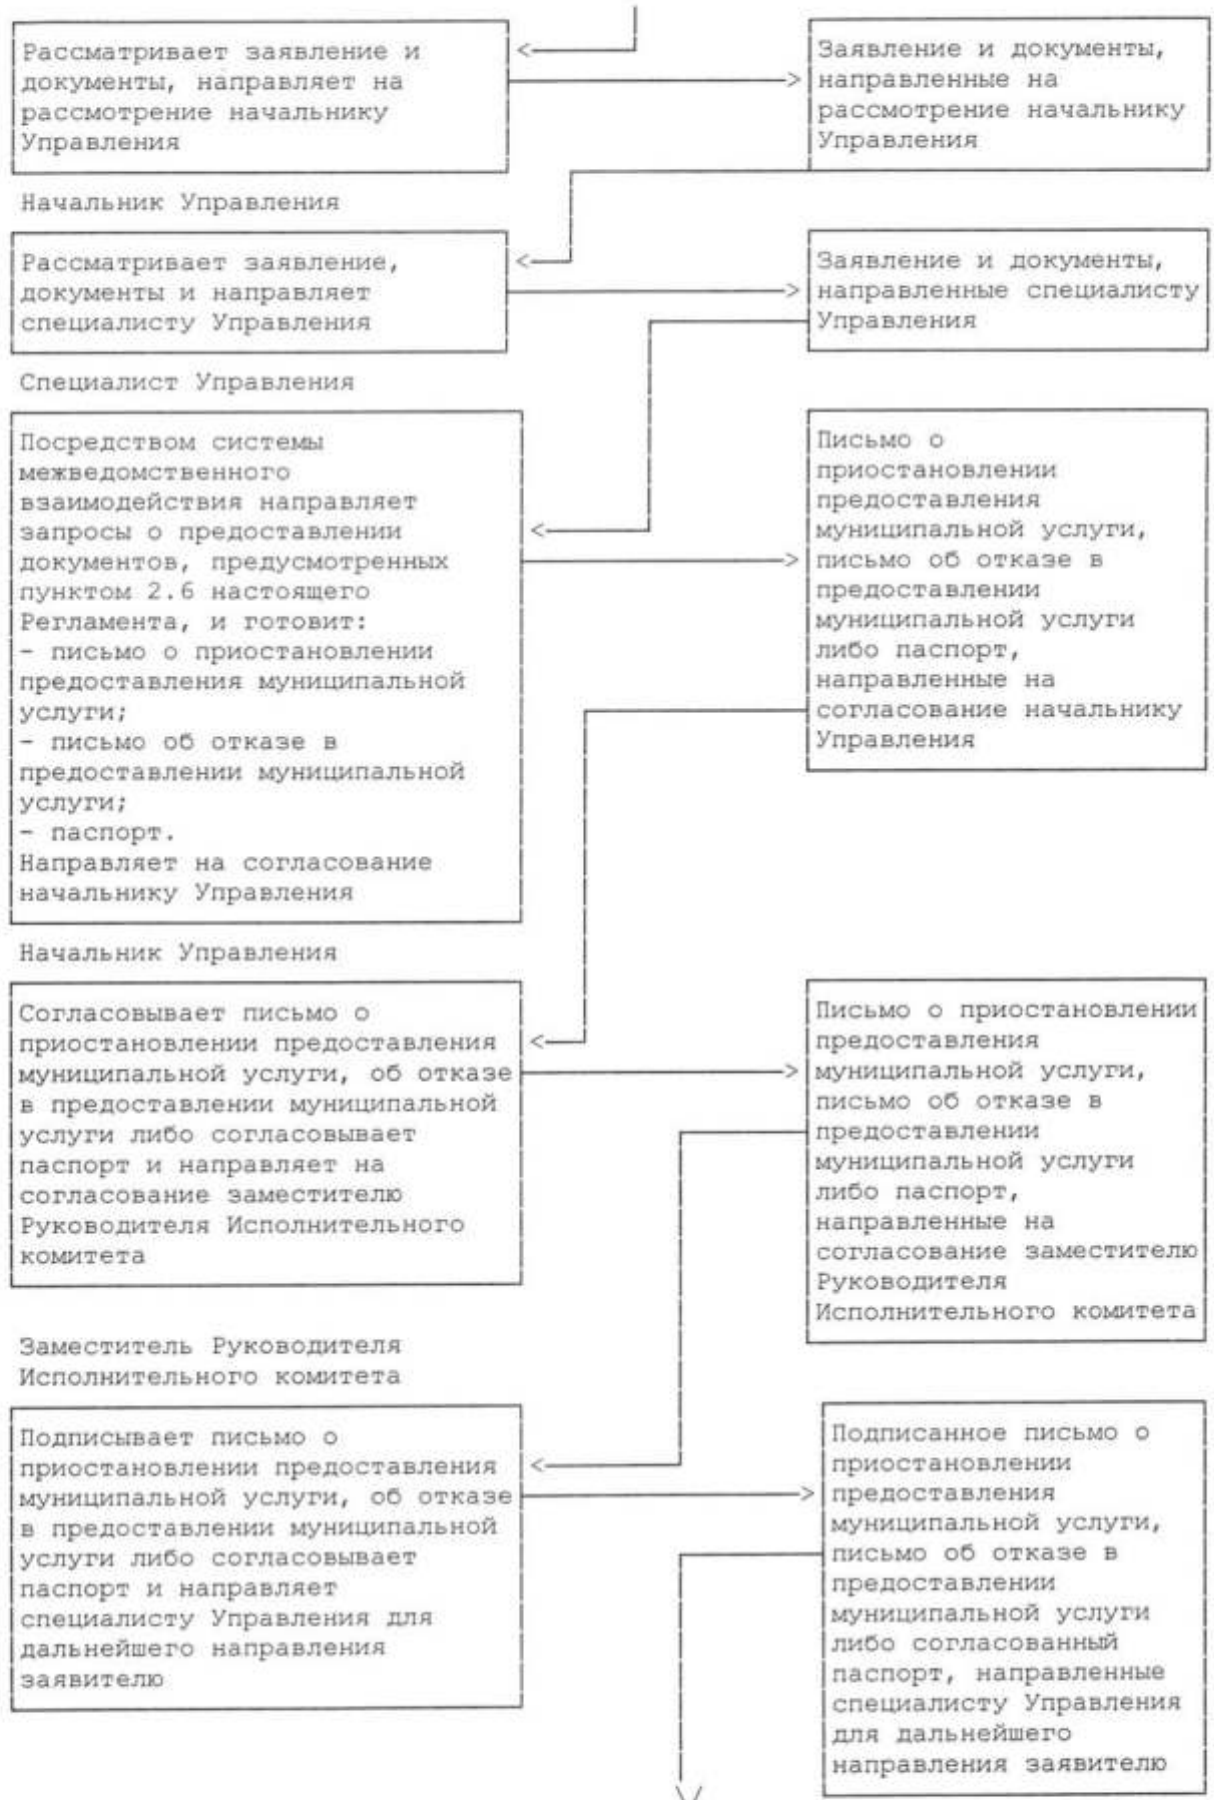 Рассматривает заявление и
документы, направляет на
рассмотрение начальнику
Управления
Заявление и документы,
направленные на
рассмотрение начальнику
Управления
Начальник Управления
Рассматривает заявление,
документы и направляет
специалисту Управления
Заявление и документы,
направленные специалисту
Управления
Специалист Управления
Посредством системы
межведомственного
взаимодействия направляет
запросы о предоставлении
документов, предусмотренных
пунктом 2.6 настоящего
Регламента, и готовит:
- письмо о приостановлении
предоставления муниципальной
услуги;
- письмо об отказе в
предоставлении муниципальной
услуги;
- паспорт.
Направляет на согласование
начальнику Управления
Письмо о
приостановлении
предоставления
муниципальной услуги,
письмо об отказе в
предоставлении
муниципальной услуги
либо паспорт,
направленные на
согласование начальнику
Управления
Начальник Управления
Согласовывает письмо о
приостановлении предоставления
муниципальной услуги, об отказе
в предоставлении муниципальной
услуги либо согласовывает
паспорт и направляет на
согласование заместителю
Руководителя Исполнительного
комитета
Письмо о приостановлении
предоставления
муниципальной услуги,
письмо об отказе в
предоставлении
муниципальной услуги
либо паспорт,
направленные на
согласование заместителю
Руководителя
Исполнительного комитета
Заместитель Руководителя
Исполнительного комитета
Подписывает письмо о
приостановлении предоставления
муниципальной услуги, об отказе
в предоставлении муниципальной
услуги либо согласовывает
паспорт и направляет
специалисту Управления для
дальнейшего направления
заявителю
Подписанное письмо о
приостановлении
предоставления
муниципальной услуги,
письмо об отказе в
предоставлении
муниципальной услуги
либо согласованный
паспорт, направленные
специалисту Управления
для дальнейшего
направления заявителю